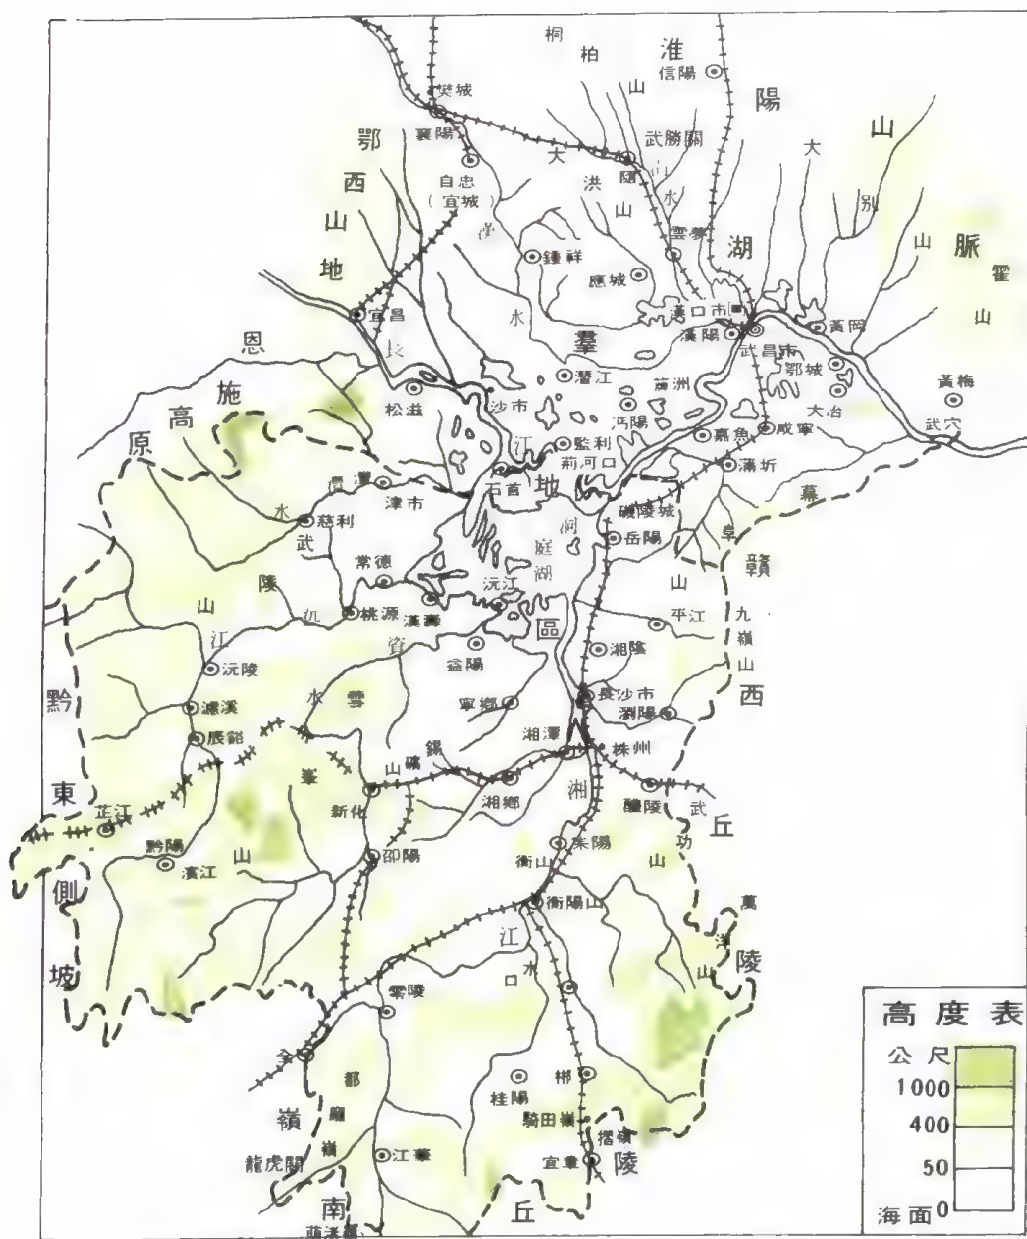 桐柏山
淮陽山脈
信陽
樊城
襄陽
鄂西山地
自忠
(宜城)
大洪山
武勝關
隨
大別山
霍山
漢水
鍾祥
應城
雲夢
湖羣地區
漢口市
漢陽
武昌市
黃岡
鄂城
大冶
黃梅
武穴
宜昌
長江
恩施高原
松滋
沙市
潛江
沔陽
監利
荊河口
嘉魚
咸寧
蒲圻
石首
澧水
津市
慈利
武陵山
常德
桃源
漢壽
沅江
洞庭湖
磯陵城
岳陽
幕阜山
贛西丘陵
九嶺山
平江
湘陰
益陽
資水
沅江
沅陵
瀘溪
辰谿
雪峯山
寧鄉
長沙市
瀏陽
湘潭
株州
錫礦山
新化
湘鄉
醴陵
武功山
黔東側坡
芷江
黔陽
邵陽
湘江
衡山
衡陽山
萬洋山
零陵
全
都龐嶺
桂陽
郴
騎田嶺
摺嶺
宜章
江華
龍虎關
嶺南丘陵
高度表
公尺
1000
400
50
0
海面